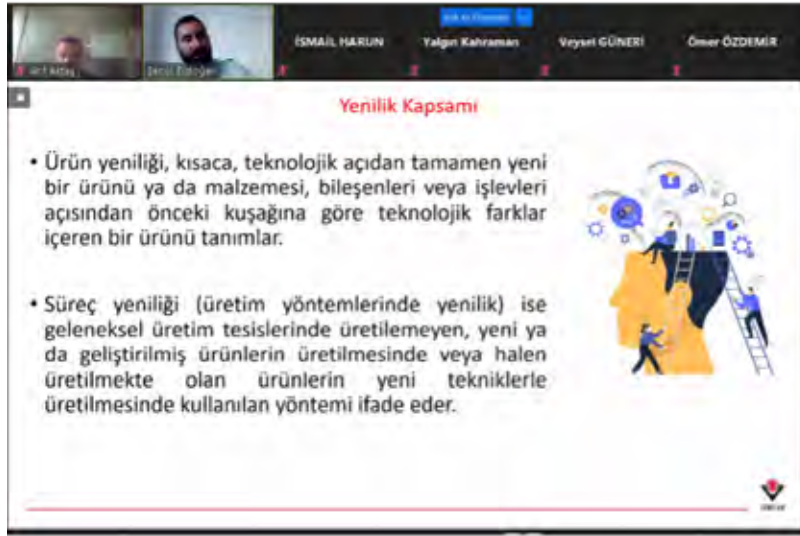 İSMAİL HARUN
Yalgın Kahraman
Veysel GÜNERİ
Ömer ÖZDEMİR
Arif Aktaş
Yenilik Kapsamı
• Ürün yeniliği, kısaca, teknolojik açıdan tamamen yeni
bir ürünü ya da malzemesi, bileşenleri veya işlevleri
açısından önceki kuşağına göre teknolojik farklar
içeren bir ürünü tanımlar.
• Süreç yeniliği (üretim yöntemlerinde yenilik) ise
geleneksel üretim tesislerinde üretilemeyen, yeni ya
da geliştirilmiş ürünlerin üretilmesinde veya halen
üretilmekte olan ürünlerin yeni tekniklerle
üretilmesinde kullanılan yöntemi ifade eder.